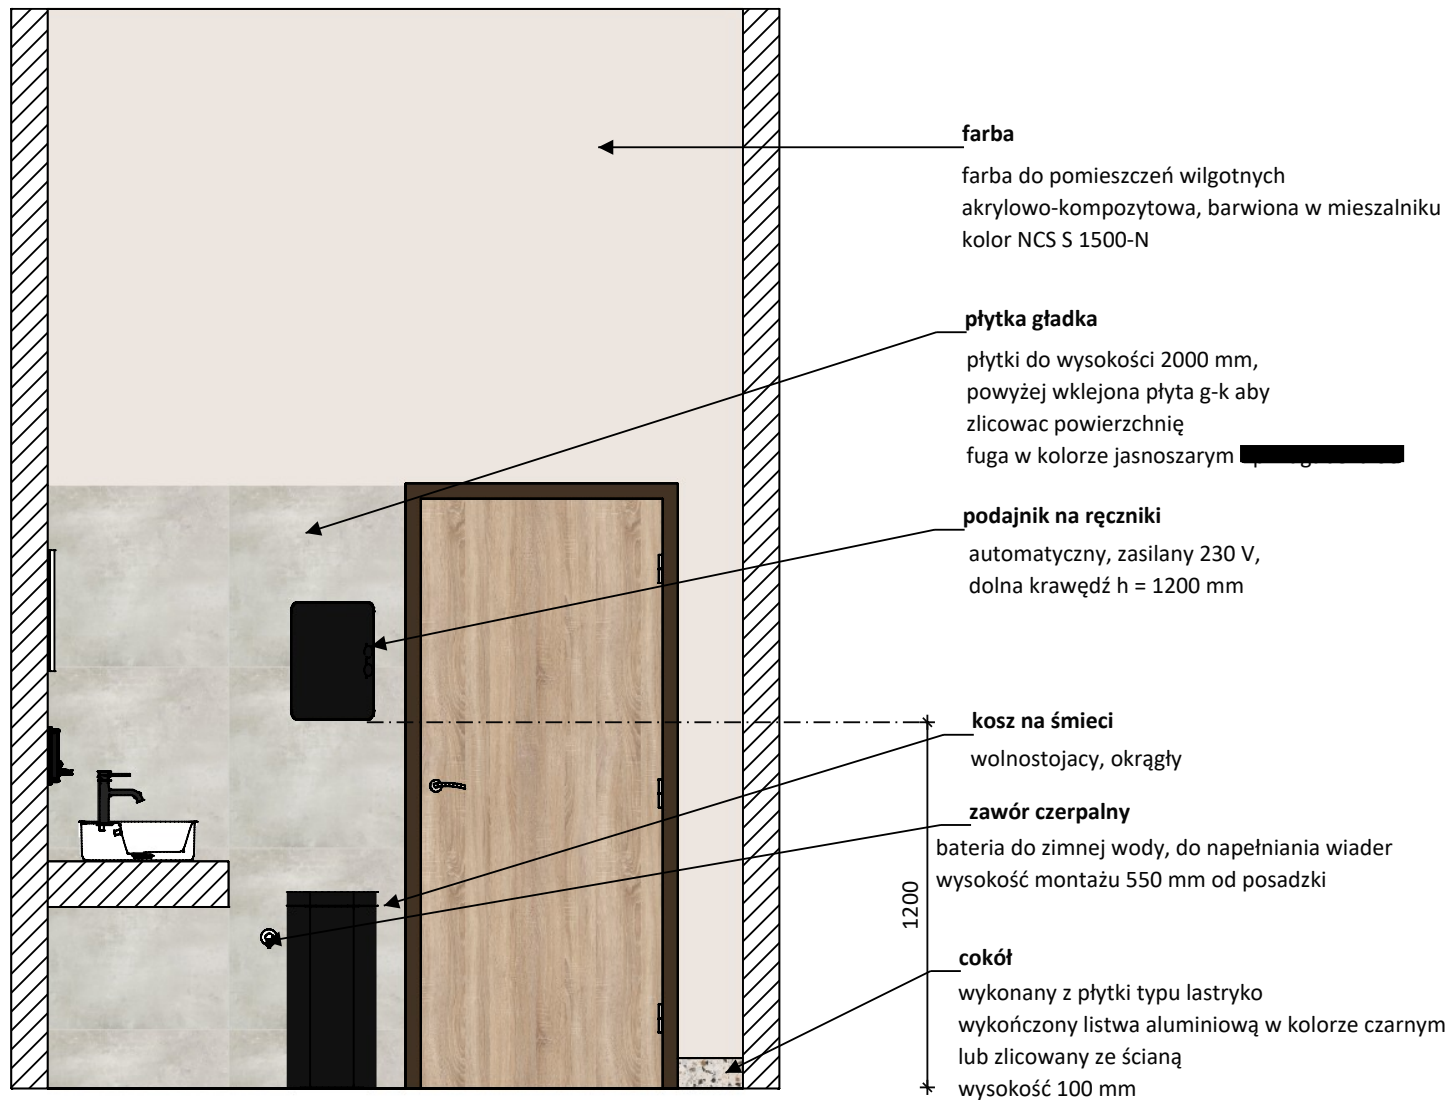 farba
farba do pomieszczeń wilgotnych
akrylowo-kompozytowa, barwiona w mieszalniku
kolor NCS S 1500-N
płytka gładka
płytki do wysokości 2000 mm,
powyżej wklejona płyta g-k aby
zlicowac powierzchnię
fuga w kolorze jasnoszarym
podajnik na ręczniki
automatyczny, zasilany 230 V,
dolna krawędź h = 1200 mm
kosz na śmieci
wolnostojacy, okrągły
zawór czerpalny
bateria do zimnej wody, do napełniania wiader
wysokość montażu 550 mm od posadzki
1200
cokół
wykonany z płytki typu lastryko
wykończony listwa aluminiową w kolorze czarnym
lub zlicowany ze ścianą
wysokość 100 mm